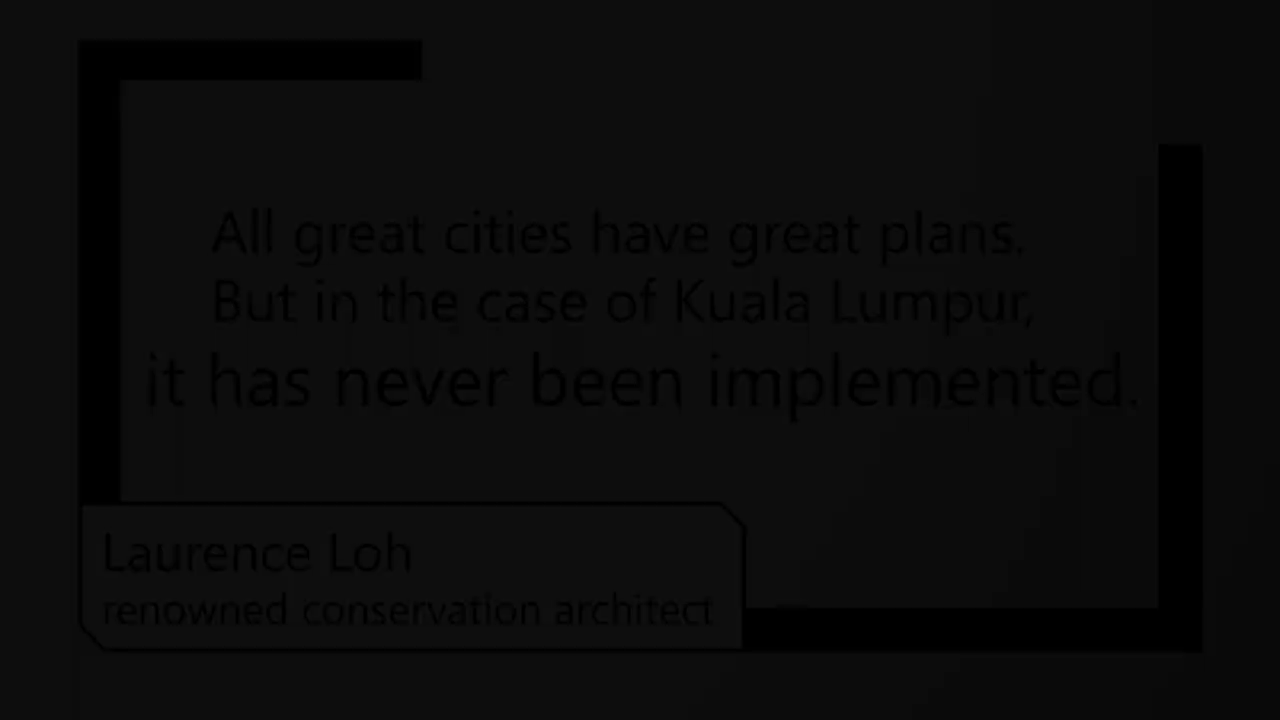 All great cities have great plans.
But in the case of Kuala Lumpur,
it has never been implemented.
Laurence Loh
renowned conservation architect